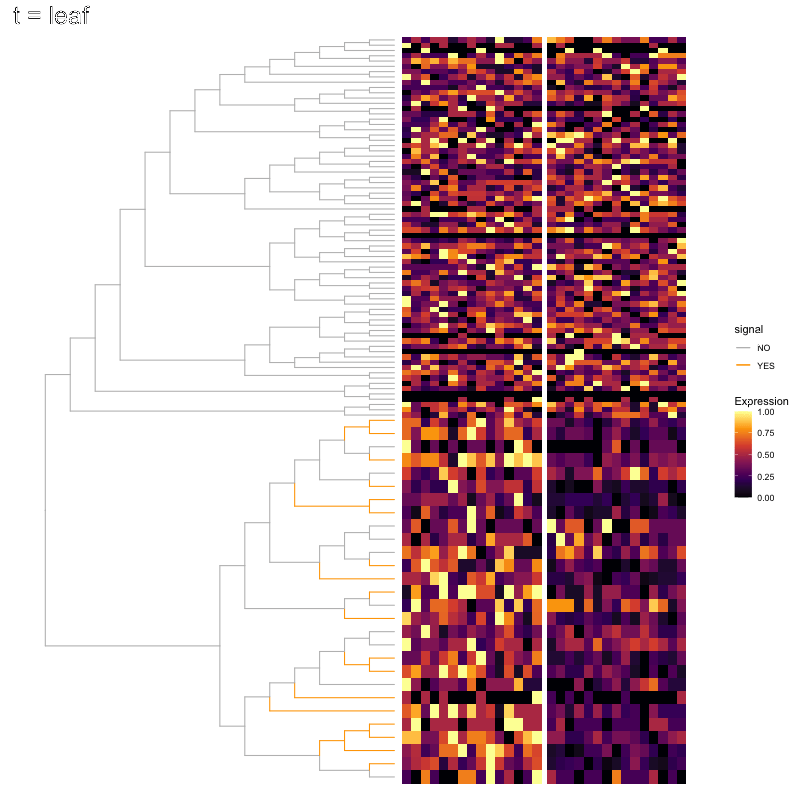 t = leaf
signal
NO
YES
Expression
1.00
0.75
0.50
0.25
0.00